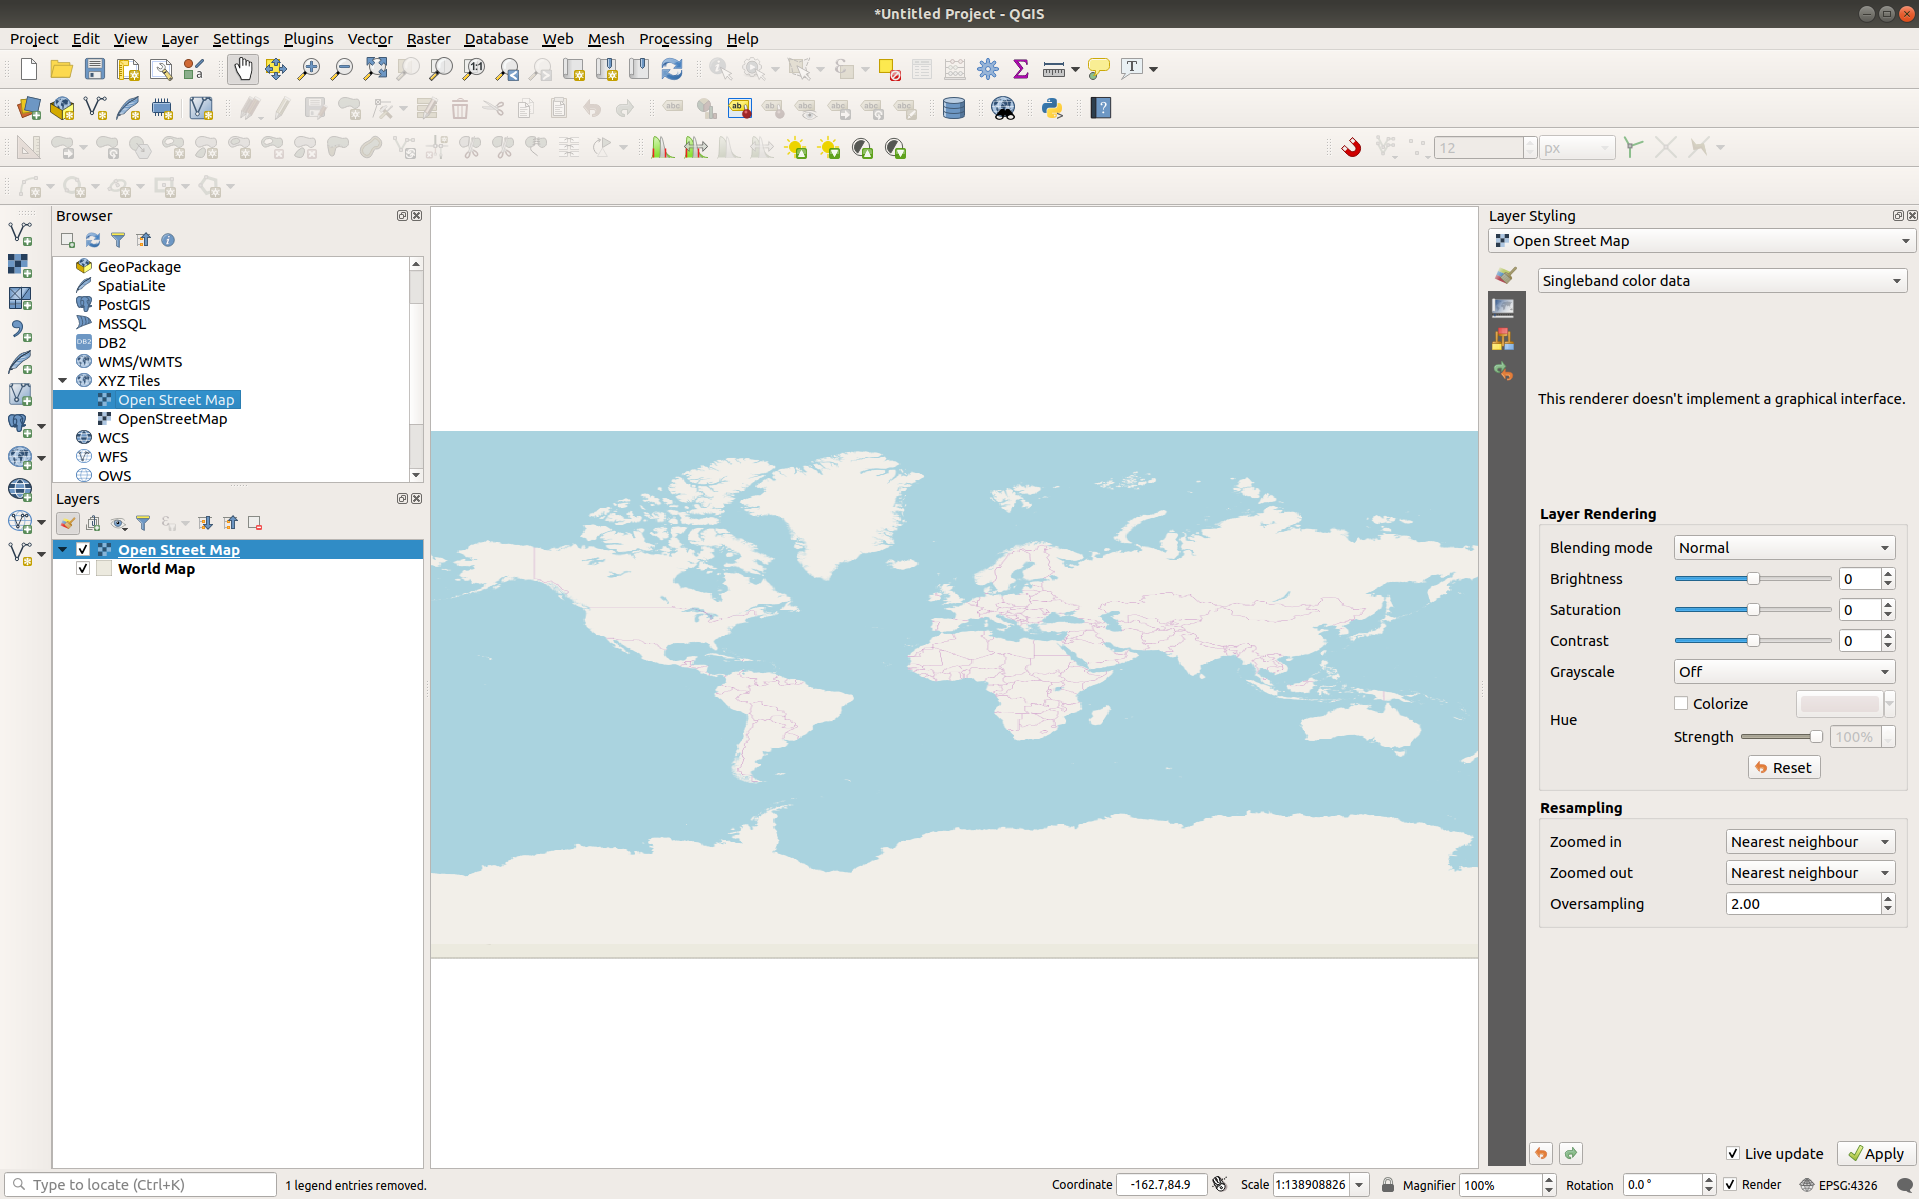 *Untitled Project - QGIS
Project Edit View Layer Settings Plugins Vector Raster Database Web Mesh Processing Help
12 px
Browser
GeoPackage
SpatiaLite
PostGIS
MSSQL
DB2
WMS/WMTS
XYZ Tiles
Open Street Map
OpenStreetMap
WCS
WFS
OWS
Layers
Open Street Map
World Map
Layer Styling
Open Street Map
Singleband color data
This renderer doesn't implement a graphical interface.
Layer Rendering
Blending mode Normal
Brightness 0
Saturation 0
Contrast 0
Grayscale Off
Hue Colorize
Strength 100%
Reset
Resampling
Zoomed in Nearest neighbour
Zoomed out Nearest neighbour
Oversampling 2.00
Live update Apply
Type to locate (Ctrl+K) 1 legend entries removed. Coordinate -162.7,84.9 Scale 1:138908826 Magnifier 100% Rotation 0.0 ° Render EPSG:4326